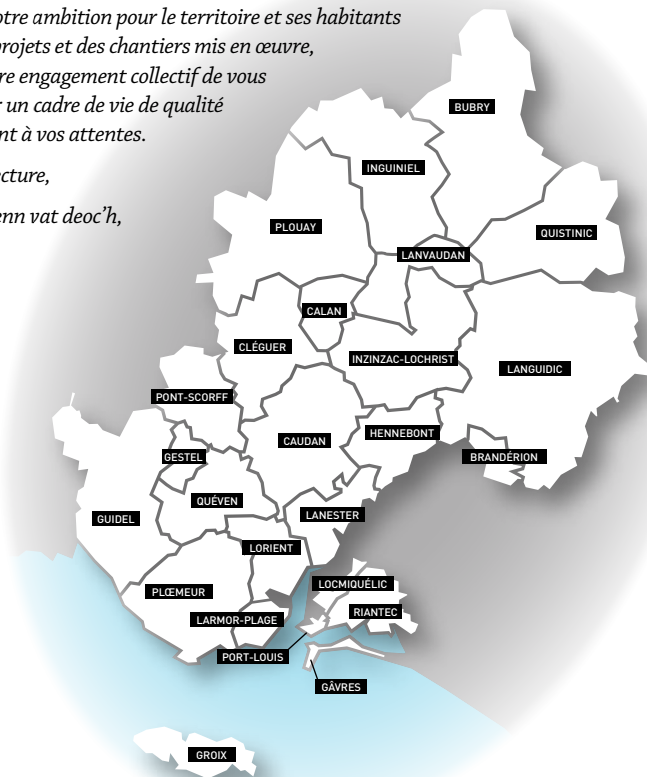 otre ambition pour le territoire et ses habitants
projets et des chantiers mis en œuvre,
re engagement collectif de vous
r un cadre de vie de qualité
nt à vos attentes.
cture,
enn vat deoc'h,
BUBRY
INGUINIEL
PLOUAY
QUISTINIC
LANVAUDAN
CALAN
CLÉGUER
INZINZAC-LOCHRIST
LANGUIDIC
PONT-SCORFF
HENNEBONT
CAUDAN
GESTEL
BRANDÉRION
QUÉVEN
GUIDEL
LANESTER
LORIENT
LOCMIQUÉLIC
PLŒMEUR
RIANTEC
LARMOR-PLAGE
PORT-LOUIS
GÂVRES
GROIX